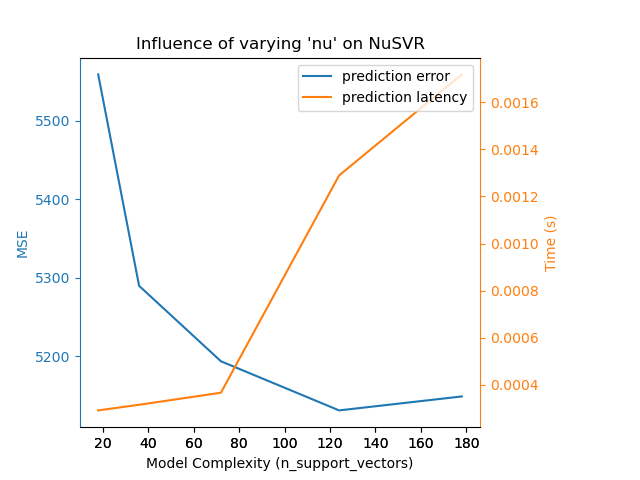 Influence of varying 'nu' on NuSVR
prediction error
prediction latency
5500
5400
5300
5200
MSE
0.0016
0.0014
0.0012
0.0010
0.0008
0.0006
0.0004
Time (s)
20 40 60 80 100 120 140 160 180
Model Complexity (n_support_vectors)